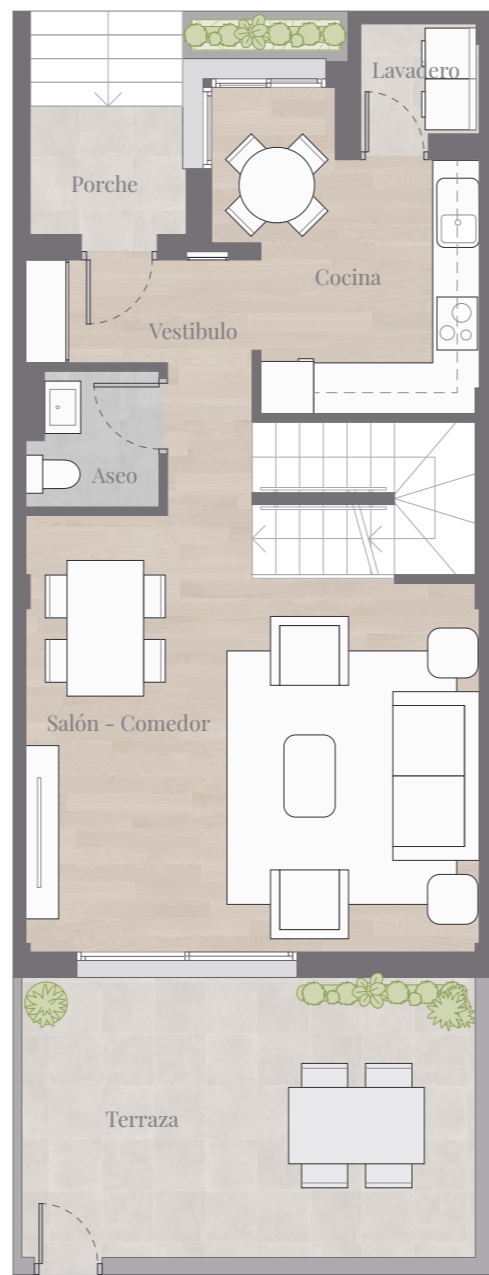 Lavadero
Porche
Cocina
Vestibulo
Aseo
Salón - Comedor
Terraza